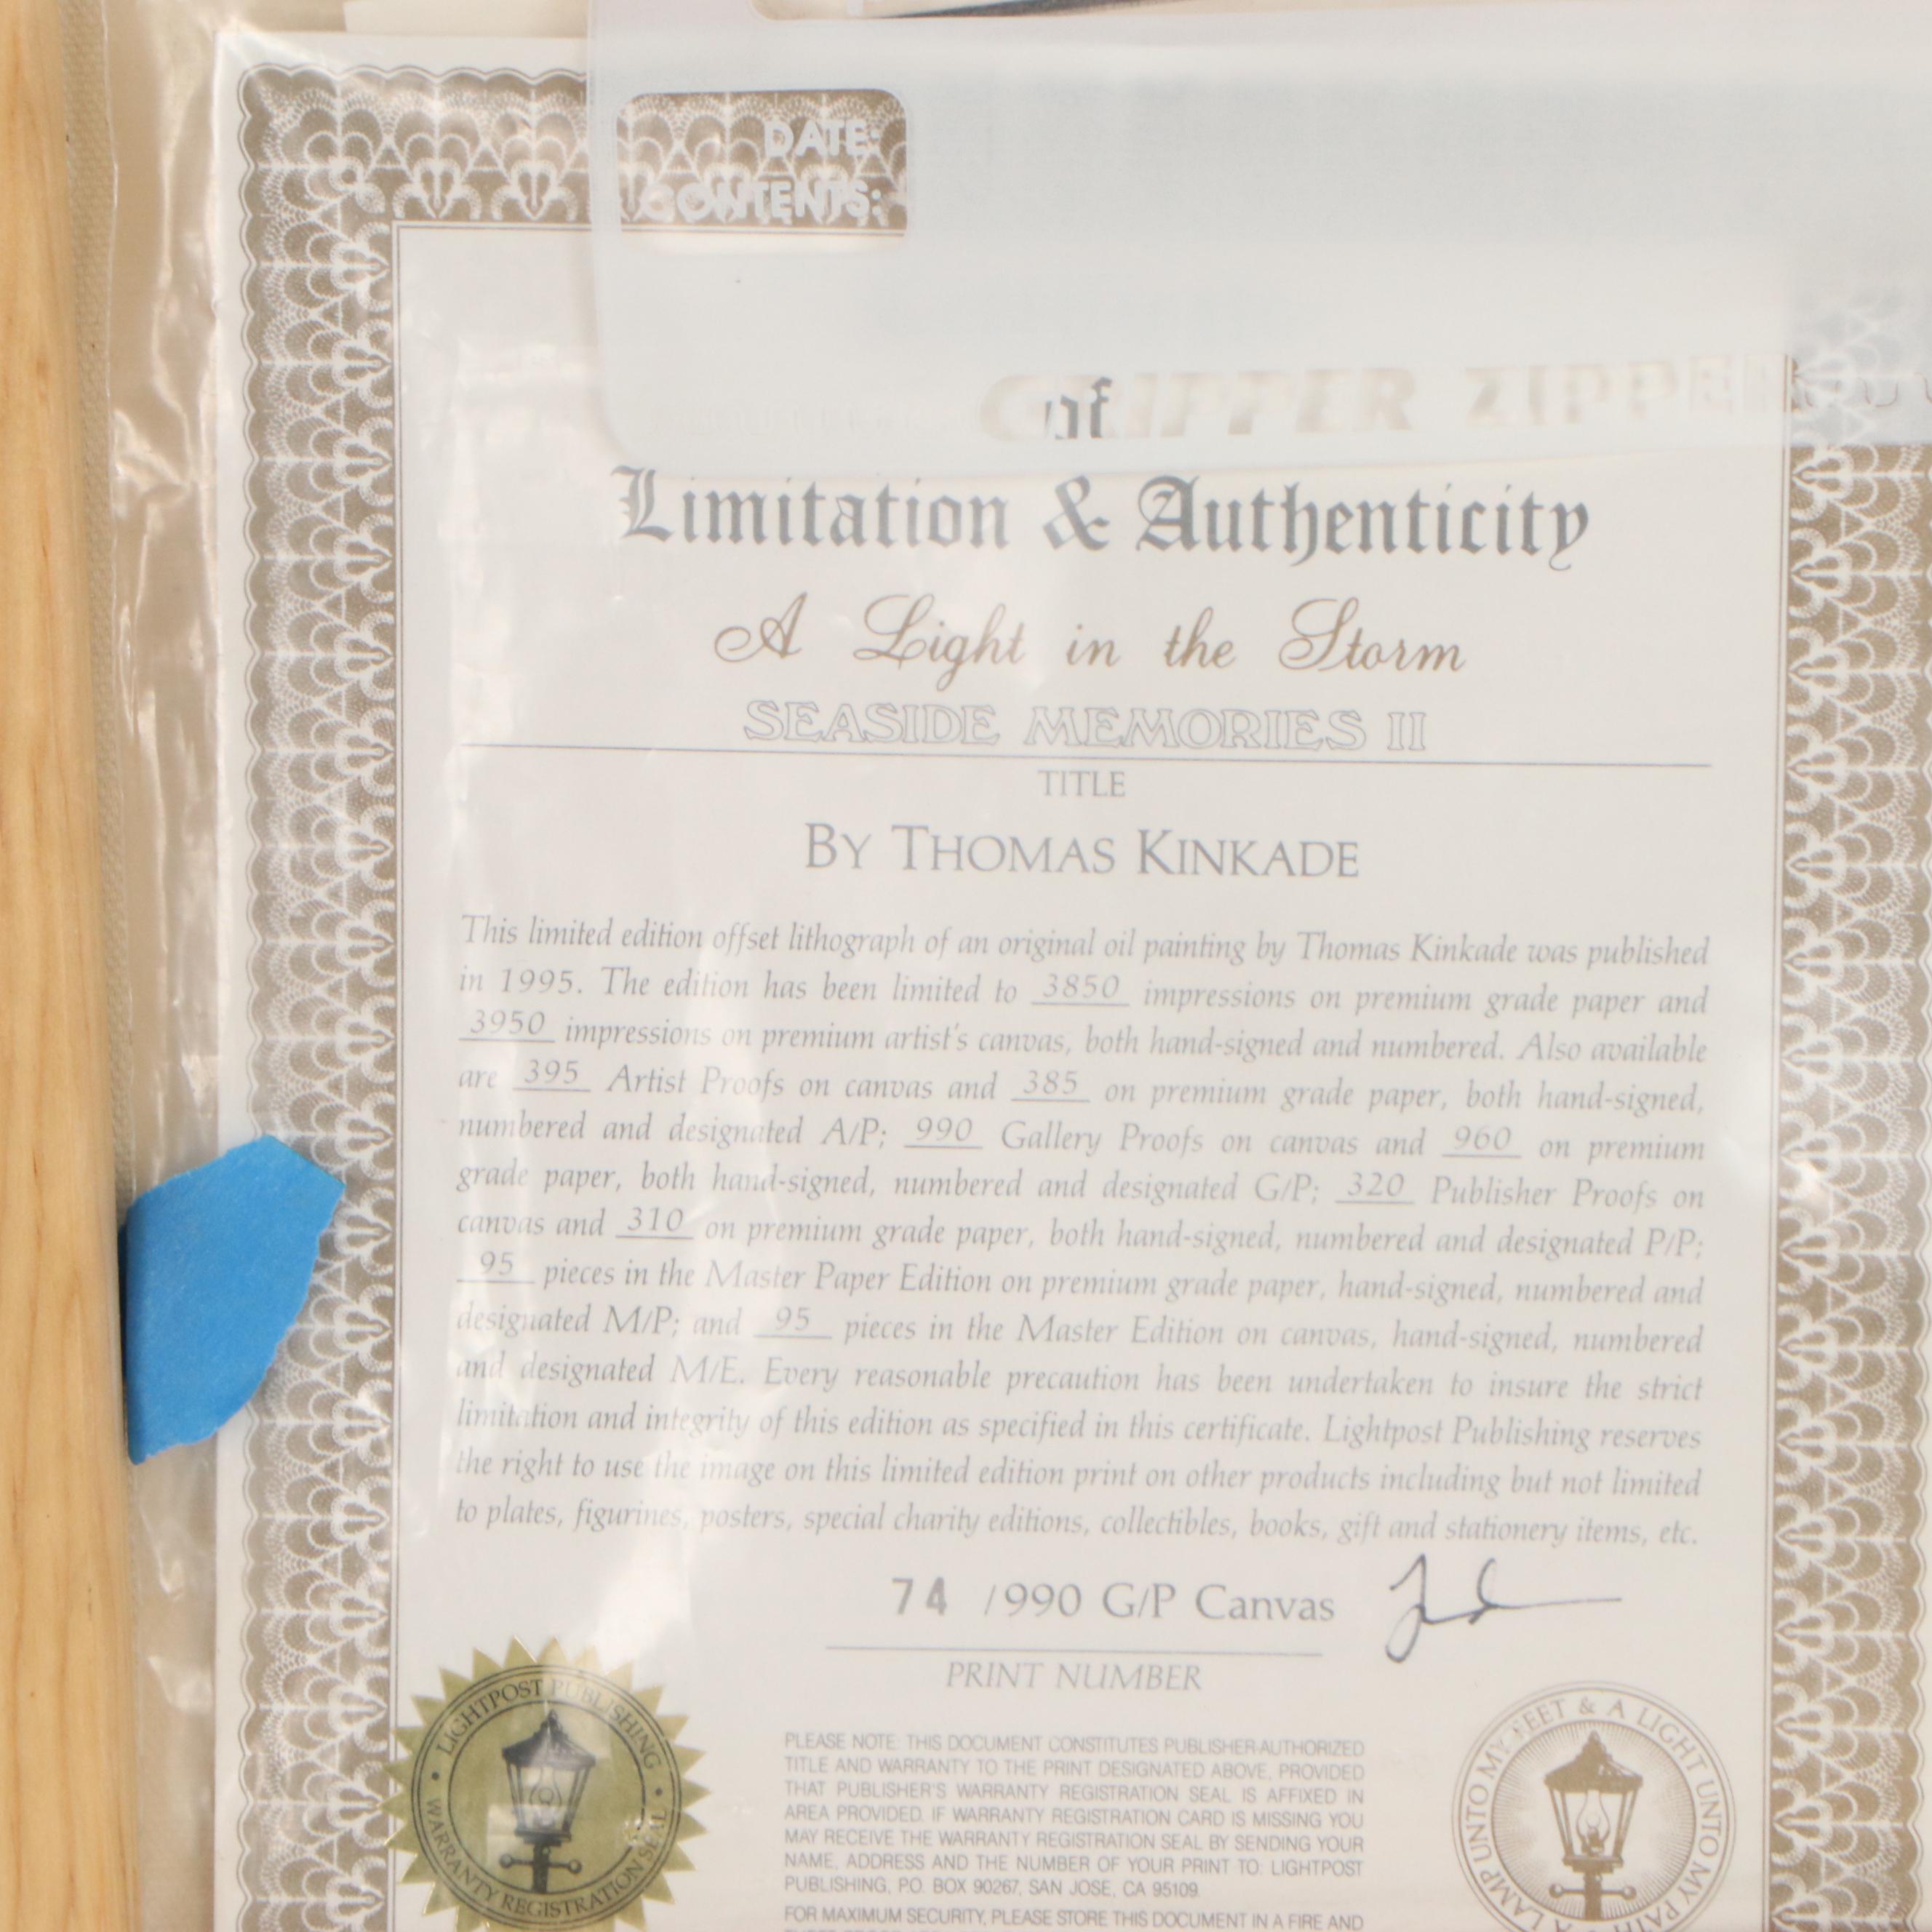 DATE:
CONTENTS:
GRIPPER ZIPPER
of
Limitation & Authenticity
A Light in the Storm
SEASIDE MEMORIES II
TITLE
BY THOMAS KINKADE
This limited edition offset lithograph of an original oil painting by Thomas Kinkade was published
in 1995. The edition has been limited to 3850 impressions on premium grade paper and
3950 impressions on premium artist's canvas, both hand-signed and numbered. Also available
are 395 Artist Proofs on canvas and 385 on premium grade paper, both hand-signed,
numbered and designated A/P; 990 Gallery Proofs on canvas and 960 on premium
grade paper, both hand-signed, numbered and designated G/P; 320 Publisher Proofs on
canvas and 310 on premium grade paper, both hand-signed, numbered and designated P/P;
95 pieces in the Master Paper Edition on premium grade paper, hand-signed, numbered and
designated M/P; and 95 pieces in the Master Edition on canvas, hand-signed, numbered
and designated M/E. Every reasonable precaution has been undertaken to insure the strict
limitation and integrity of this edition as specified in this certificate. Lightpost Publishing reserves
the right to use the image on this limited edition print on other products including but not limited
to plates, figurines, posters, special charity editions, collectibles, books, gift and stationery items, etc.
74 /990 G/P Canvas
PRINT NUMBER
LIGHTPOST PUBLISHING • WARRANTY REGISTRATION SEAL •
PLEASE NOTE: THIS DOCUMENT CONSTITUTES PUBLISHER-AUTHORIZED
TITLE AND WARRANTY TO THE PRINT DESIGNATED ABOVE, PROVIDED
THAT PUBLISHER'S WARRANTY REGISTRATION SEAL IS AFFIXED IN
AREA PROVIDED. IF WARRANTY REGISTRATION CARD IS MISSING YOU
MAY RECEIVE THE WARRANTY REGISTRATION SEAL BY SENDING YOUR
NAME, ADDRESS AND THE NUMBER OF YOUR PRINT TO: LIGHTPOST
PUBLISHING, P.O. BOX 90267, SAN JOSE, CA 95109.
FOR MAXIMUM SECURITY, PLEASE STORE THIS DOCUMENT IN A FIRE AND
A LAMP UNTO MY FEET & A LIGHT UNTO MY PATH